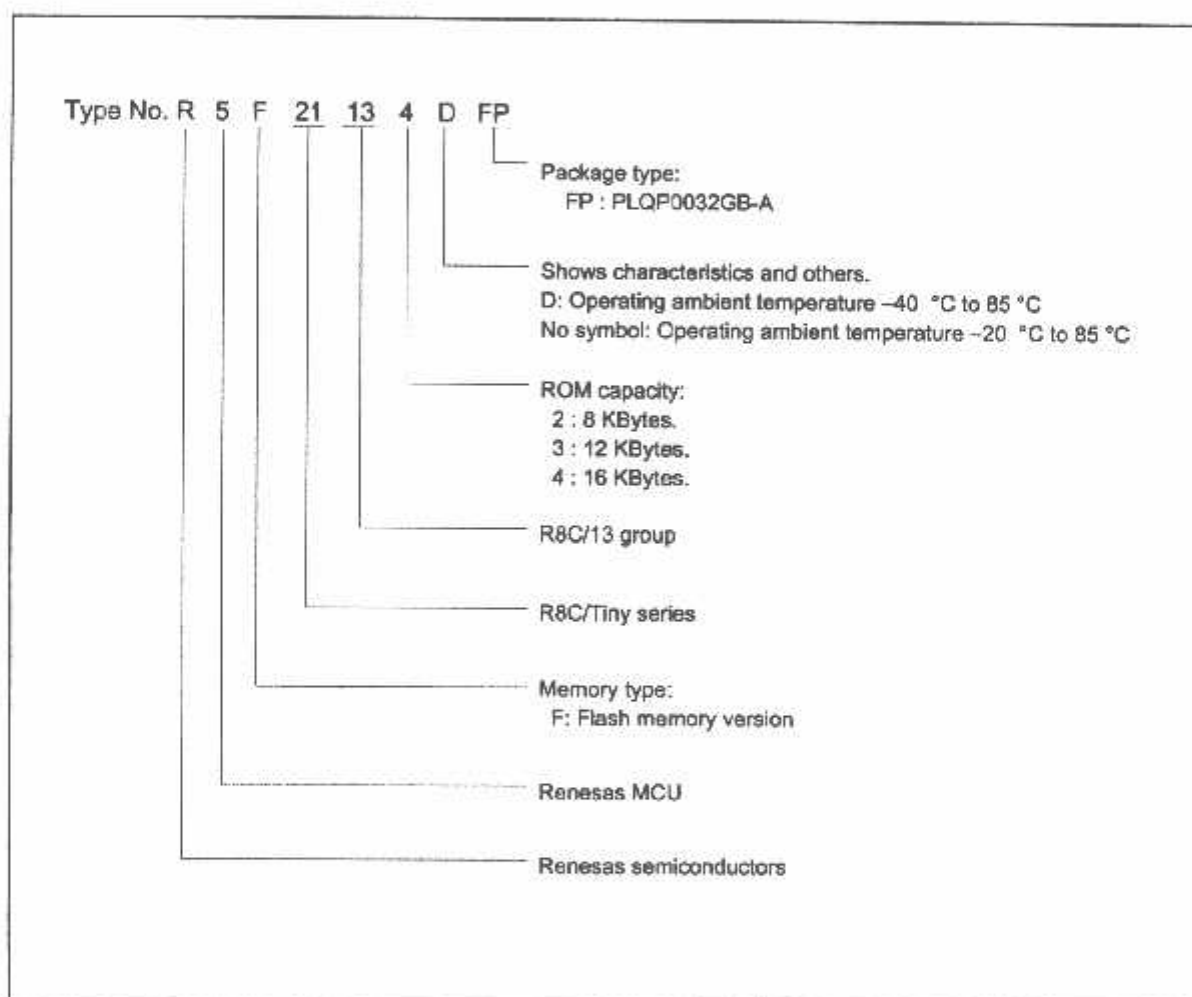 Type No. R 5 F 21 13 4 D FP
Package type:
FP : PLQP0032GB-A
Shows characteristics and others.
D: Operating ambient temperature –40 °C to 85 °C
No symbol: Operating ambient temperature –20 °C to 85 °C
ROM capacity:
2 : 8 KBytes.
3 : 12 KBytes.
4 : 16 KBytes.
R8C/13 group
R8C/Tiny series
Memory type:
F: Flash memory version
Renesas MCU
Renesas semiconductors